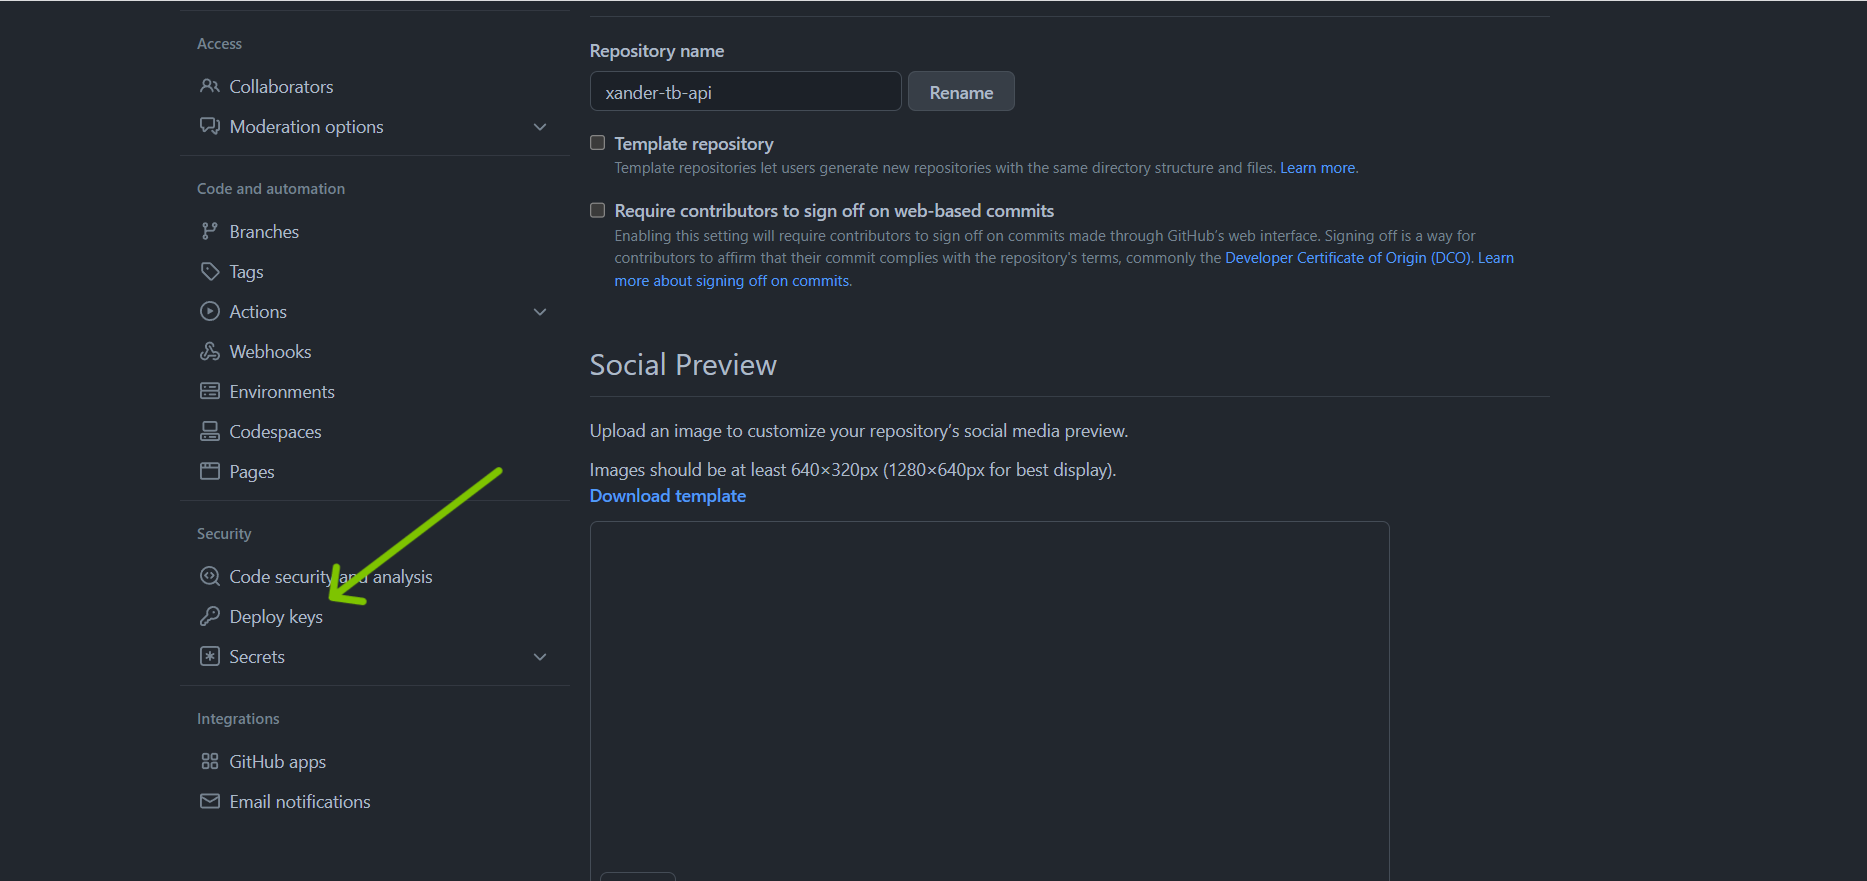 Access
Collaborators
Moderation options
Code and automation
Branches
Tags
Actions
Webhooks
Environments
Codespaces
Pages
Security
Code security and analysis
Deploy keys
Secrets
Integrations
GitHub apps
Email notifications
Repository name
xander-tb-api
Rename
Template repository
Template repositories let users generate new repositories with the same directory structure and files. Learn more.
Require contributors to sign off on web-based commits
Enabling this setting will require contributors to sign off on commits made through GitHub's web interface. Signing off is a way for
contributors to affirm that their commit complies with the repository's terms, commonly the Developer Certificate of Origin (DCO). Learn
more about signing off on commits.
Social Preview
Upload an image to customize your repository's social media preview.
Images should be at least 640×320px (1280×640px for best display).
Download template